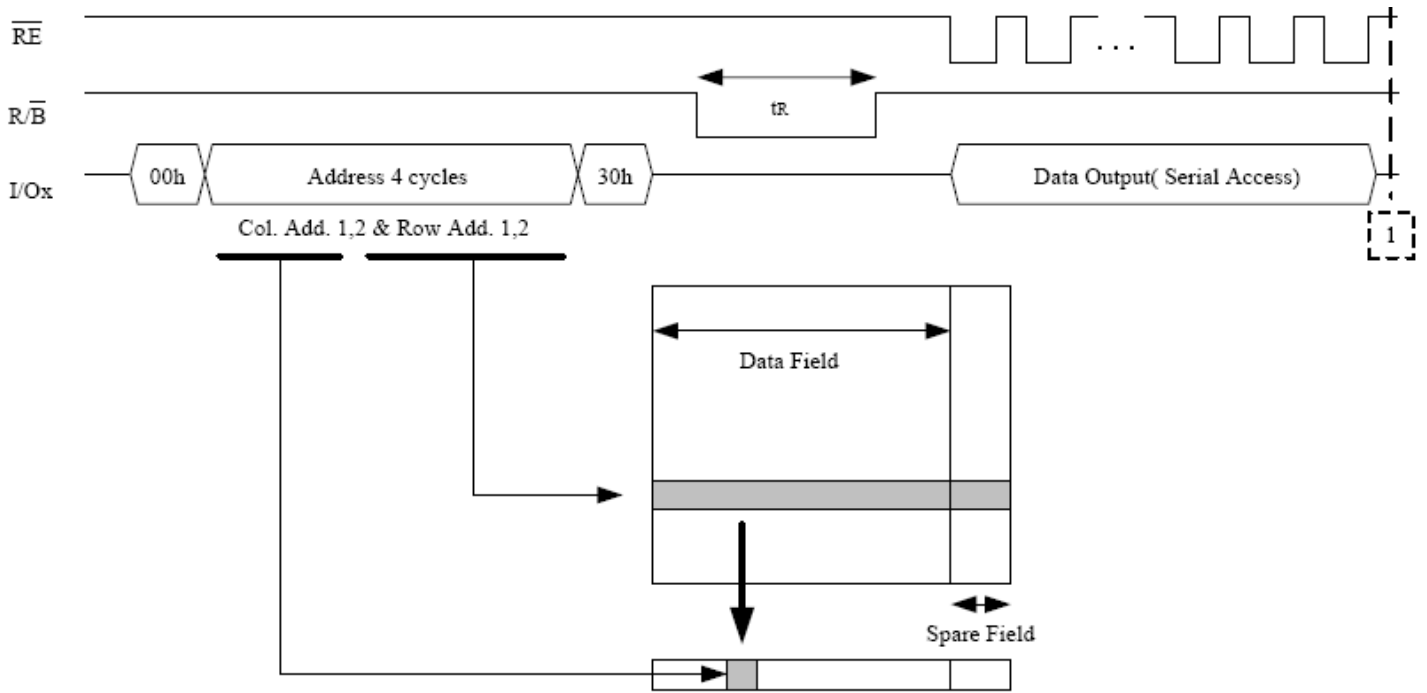 R̅E̅
tR
R/B̅
00h Address 4 cycles 30h Data Output( Serial Access)
I/Ox
Col. Add. 1,2 & Row Add. 1,2
1
Data Field
Spare Field